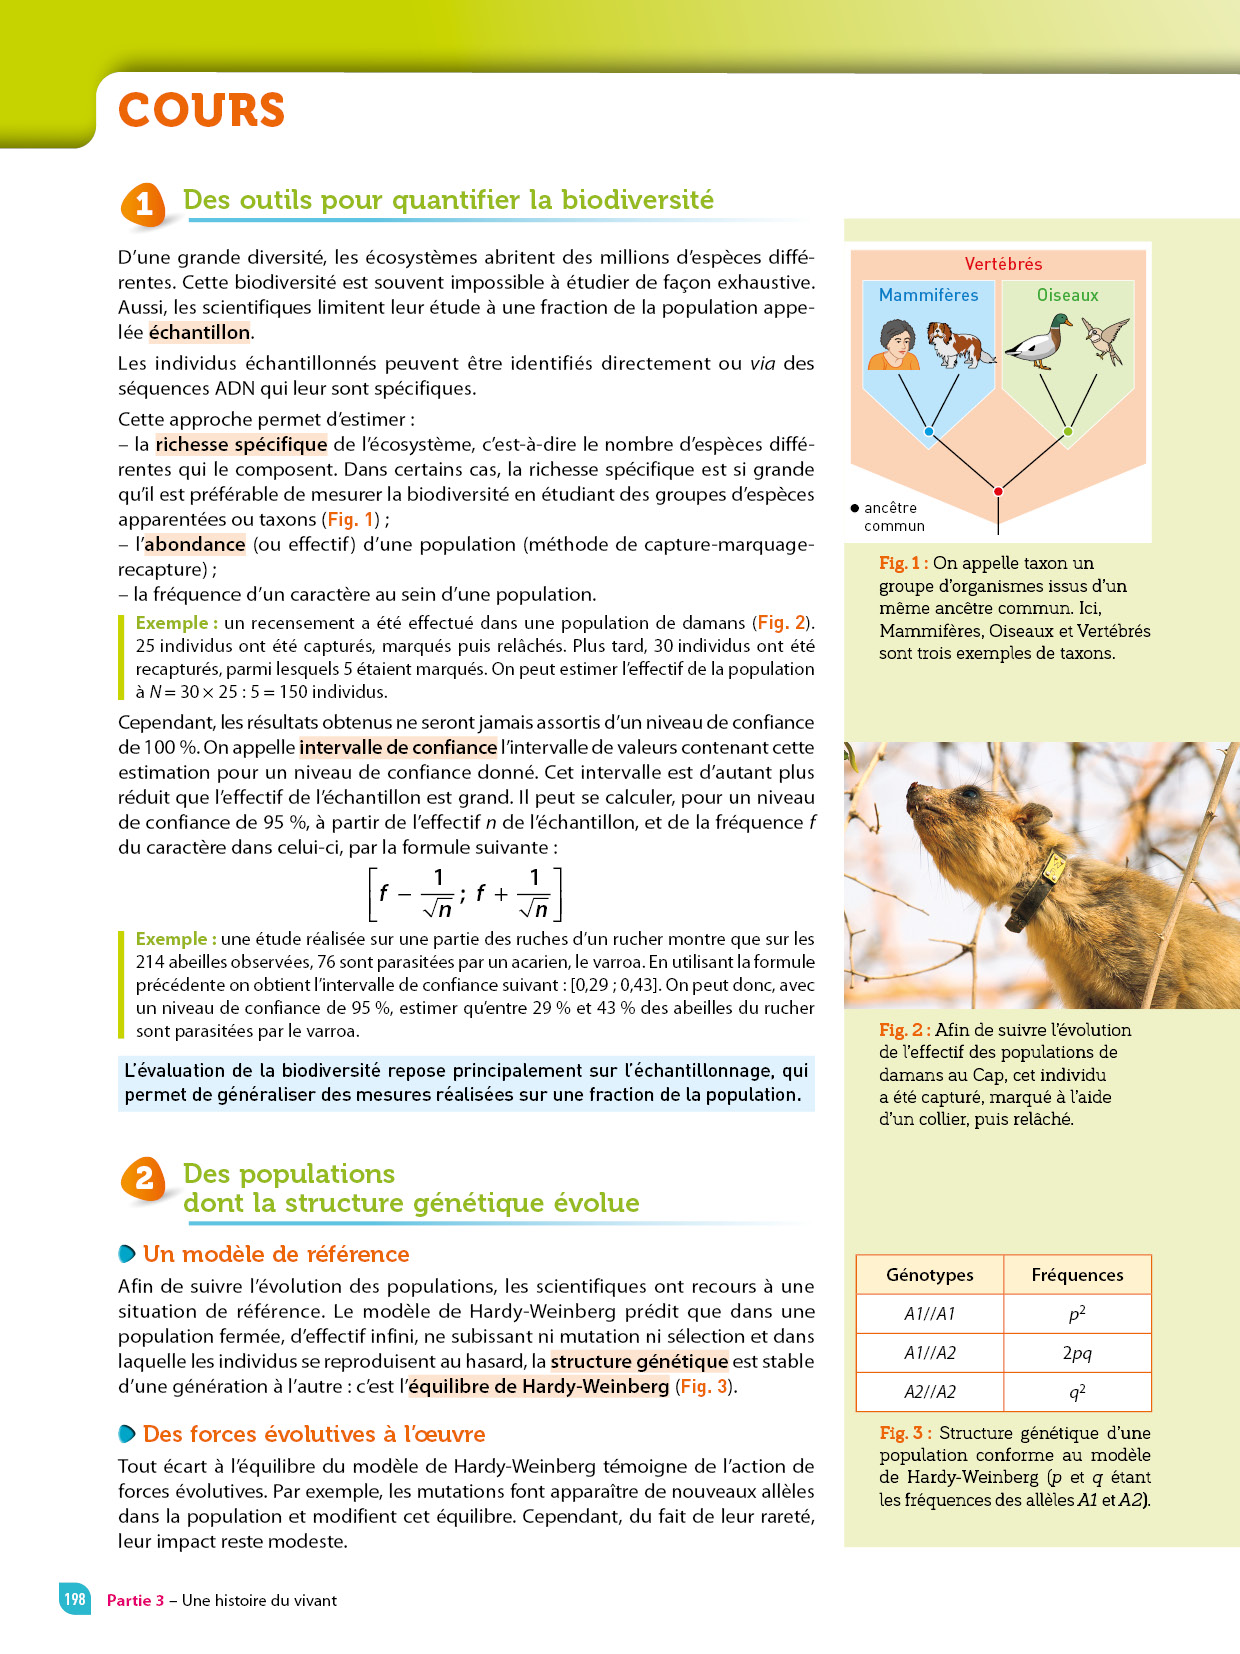 COURS
1 Des outils pour quantifier la biodiversité
D’une grande diversité, les écosystèmes abritent des millions d’espèces diffé-
rentes. Cette biodiversité est souvent impossible à étudier de façon exhaustive.
Aussi, les scientifiques limitent leur étude à une fraction de la population appe-
lée échantillon.
Les individus échantillonnés peuvent être identifiés directement ou via des
séquences ADN qui leur sont spécifiques.
Cette approche permet d’estimer :
– la richesse spécifique de l’écosystème, c’est-à-dire le nombre d’espèces diffé-
rentes qui le composent. Dans certains cas, la richesse spécifique est si grande
qu’il est préférable de mesurer la biodiversité en étudiant des groupes d’espèces
apparentées ou taxons (Fig. 1) ;
– l’abondance (ou effectif) d’une population (méthode de capture-marquage-
recapture) ;
– la fréquence d’un caractère au sein d’une population.
Exemple : un recensement a été effectué dans une population de damans (Fig. 2).
25 individus ont été capturés, marqués puis relâchés. Plus tard, 30 individus ont été
recapturés, parmi lesquels 5 étaient marqués. On peut estimer l’effectif de la population
à N = 30 × 25 : 5 = 150 individus.
Cependant, les résultats obtenus ne seront jamais assortis d’un niveau de confiance
de 100 %. On appelle intervalle de confiance l’intervalle de valeurs contenant cette
estimation pour un niveau de confiance donné. Cet intervalle est d’autant plus
réduit que l’effectif de l’échantillon est grand. Il peut se calculer, pour un niveau
de confiance de 95 %, à partir de l’effectif n de l’échantillon, et de la fréquence f
du caractère dans celui-ci, par la formule suivante :
[f − 1/√n ; f + 1/√n]
Exemple : une étude réalisée sur une partie des ruches d’un rucher montre que sur les
214 abeilles observées, 76 sont parasitées par un acarien, le varroa. En utilisant la formule
précédente on obtient l’intervalle de confiance suivant : [0,29 ; 0,43]. On peut donc, avec
un niveau de confiance de 95 %, estimer qu’entre 29 % et 43 % des abeilles du rucher
sont parasitées par le varroa.
L’évaluation de la biodiversité repose principalement sur l’échantillonnage, qui
permet de généraliser des mesures réalisées sur une fraction de la population.
2 Des populations
dont la structure génétique évolue
Un modèle de référence
Afin de suivre l’évolution des populations, les scientifiques ont recours à une
situation de référence. Le modèle de Hardy-Weinberg prédit que dans une
population fermée, d’effectif infini, ne subissant ni mutation ni sélection et dans
laquelle les individus se reproduisent au hasard, la structure génétique est stable
d’une génération à l’autre : c’est l’équilibre de Hardy-Weinberg (Fig. 3).
Des forces évolutives à l’œuvre
Tout écart à l’équilibre du modèle de Hardy-Weinberg témoigne de l’action de
forces évolutives. Par exemple, les mutations font apparaître de nouveaux allèles
dans la population et modifient cet équilibre. Cependant, du fait de leur rareté,
leur impact reste modeste.
Vertébrés
Mammifères Oiseaux
ancêtre
commun
Fig. 1 : On appelle taxon un
groupe d’organismes issus d’un
même ancêtre commun. Ici,
Mammifères, Oiseaux et Vertébrés
sont trois exemples de taxons.
Fig. 2 : Afin de suivre l’évolution
de l’effectif des populations de
damans au Cap, cet individu
a été capturé, marqué à l’aide
d’un collier, puis relâché.
Génotypes Fréquences
A1//A1 p²
A1//A2 2pq
A2//A2 q²
Fig. 3 : Structure génétique d’une
population conforme au modèle
de Hardy-Weinberg (p et q étant
les fréquences des allèles A1 et A2).
198 Partie 3 – Une histoire du vivant